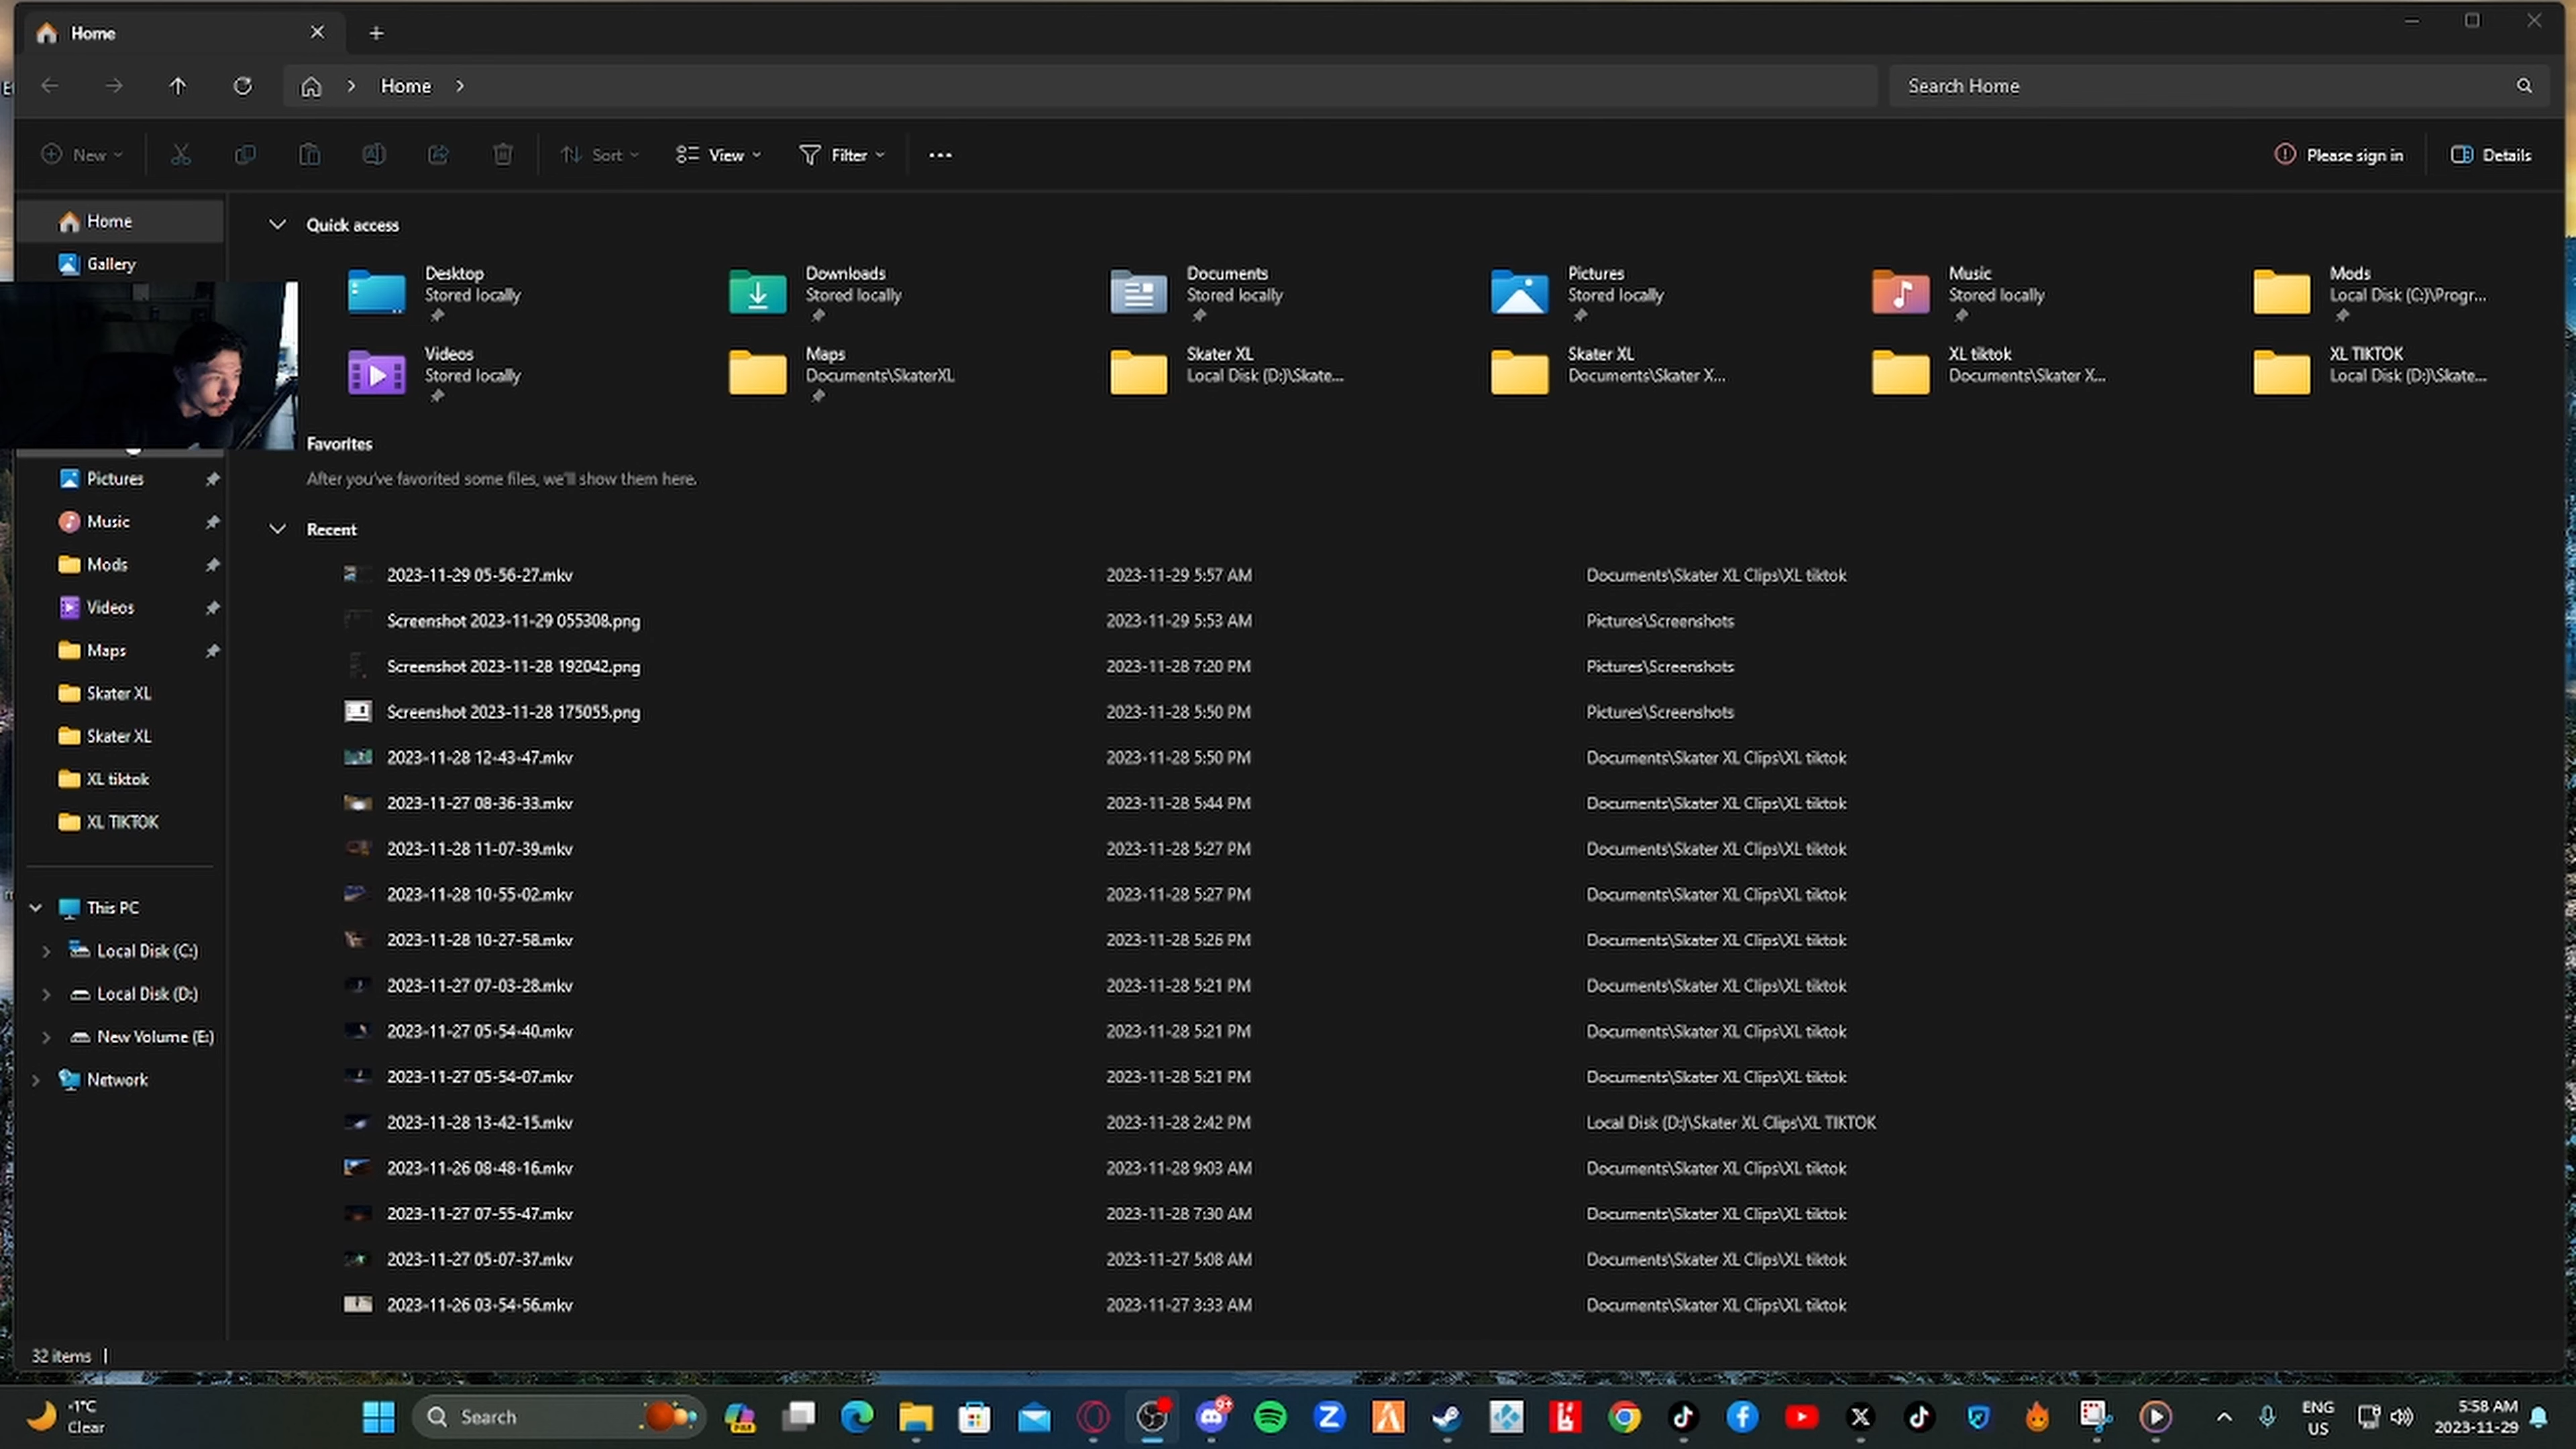 Home
Home
Search Home
New
Sort
View
Filter
Please sign in
Details
Home
Gallery
Pictures
Music
Mods
Videos
Maps
Skater XL
Skater XL
XL tiktok
XL TIKTOK
This PC
Local Disk (C:)
Local Disk (D:)
New Volume (E:)
Network
Quick access
Desktop
Stored locally
Downloads
Stored locally
Documents
Stored locally
Pictures
Stored locally
Music
Stored locally
Mods
Local Disk (C:)\Progr...
Videos
Stored locally
Maps
Documents\SkaterXL
Skater XL
Local Disk (D:)\Skate...
Skater XL
Documents\Skater X...
XL tiktok
Documents\Skater X...
XL TIKTOK
Local Disk (D:)\Skate...
Favorites
After you've favorited some files, we'll show them here.
Recent
2023-11-29 05-56-27.mkv 2023-11-29 5:57 AM Documents\Skater XL Clips\XL tiktok
Screenshot 2023-11-29 055308.png 2023-11-29 5:53 AM Pictures\Screenshots
Screenshot 2023-11-28 192042.png 2023-11-28 7:20 PM Pictures\Screenshots
Screenshot 2023-11-28 175055.png 2023-11-28 5:50 PM Pictures\Screenshots
2023-11-28 12-43-47.mkv 2023-11-28 5:50 PM Documents\Skater XL Clips\XL tiktok
2023-11-27 08-36-33.mkv 2023-11-28 5:44 PM Documents\Skater XL Clips\XL tiktok
2023-11-28 11-07-39.mkv 2023-11-28 5:27 PM Documents\Skater XL Clips\XL tiktok
2023-11-28 10-55-02.mkv 2023-11-28 5:27 PM Documents\Skater XL Clips\XL tiktok
2023-11-28 10-27-58.mkv 2023-11-28 5:26 PM Documents\Skater XL Clips\XL tiktok
2023-11-27 07-03-28.mkv 2023-11-28 5:21 PM Documents\Skater XL Clips\XL tiktok
2023-11-27 05-54-40.mkv 2023-11-28 5:21 PM Documents\Skater XL Clips\XL tiktok
2023-11-27 05-54-07.mkv 2023-11-28 5:21 PM Documents\Skater XL Clips\XL tiktok
2023-11-28 13-42-15.mkv 2023-11-28 2:42 PM Local Disk (D:)\Skater XL Clips\XL TIKTOK
2023-11-26 08-48-16.mkv 2023-11-28 9:03 AM Documents\Skater XL Clips\XL tiktok
2023-11-27 07-55-47.mkv 2023-11-28 7:30 AM Documents\Skater XL Clips\XL tiktok
2023-11-27 05-07-37.mkv 2023-11-27 5:08 AM Documents\Skater XL Clips\XL tiktok
2023-11-26 03-54-56.mkv 2023-11-27 3:33 AM Documents\Skater XL Clips\XL tiktok
32 items
-1°C
Clear
Search
9+
ENG
US
5:58 AM
2023-11-29